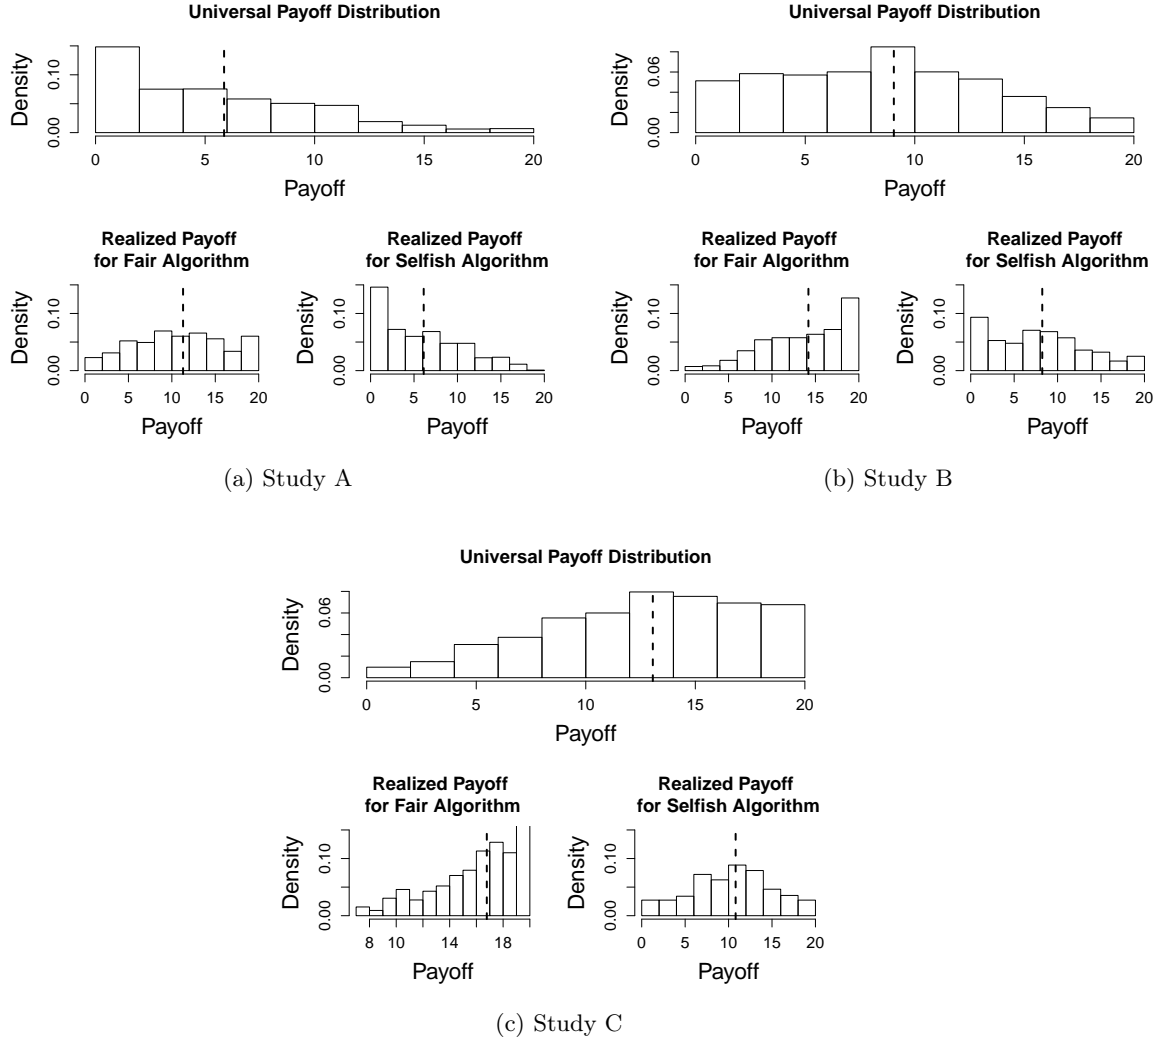 Universal Payoff Distribution
Density
0.00 0.10
0 5 10 15 20
Payoff
Realized Payoff
for Fair Algorithm
Density
0.00 0.10
0 5 10 15 20
Payoff
Realized Payoff
for Selfish Algorithm
Density
0.00 0.10
0 5 10 15 20
Payoff
(a) Study A
Universal Payoff Distribution
Density
0.00 0.06
0 5 10 15 20
Payoff
Realized Payoff
for Fair Algorithm
Density
0.00 0.10
0 5 10 15 20
Payoff
Realized Payoff
for Selfish Algorithm
Density
0.00 0.10
0 5 10 15 20
Payoff
(b) Study B
Universal Payoff Distribution
Density
0.00 0.06
0 5 10 15 20
Payoff
Realized Payoff
for Fair Algorithm
Density
0.00 0.10
8 10 14 18
Payoff
Realized Payoff
for Selfish Algorithm
Density
0.00 0.10
0 5 10 15 20
Payoff
(c) Study C